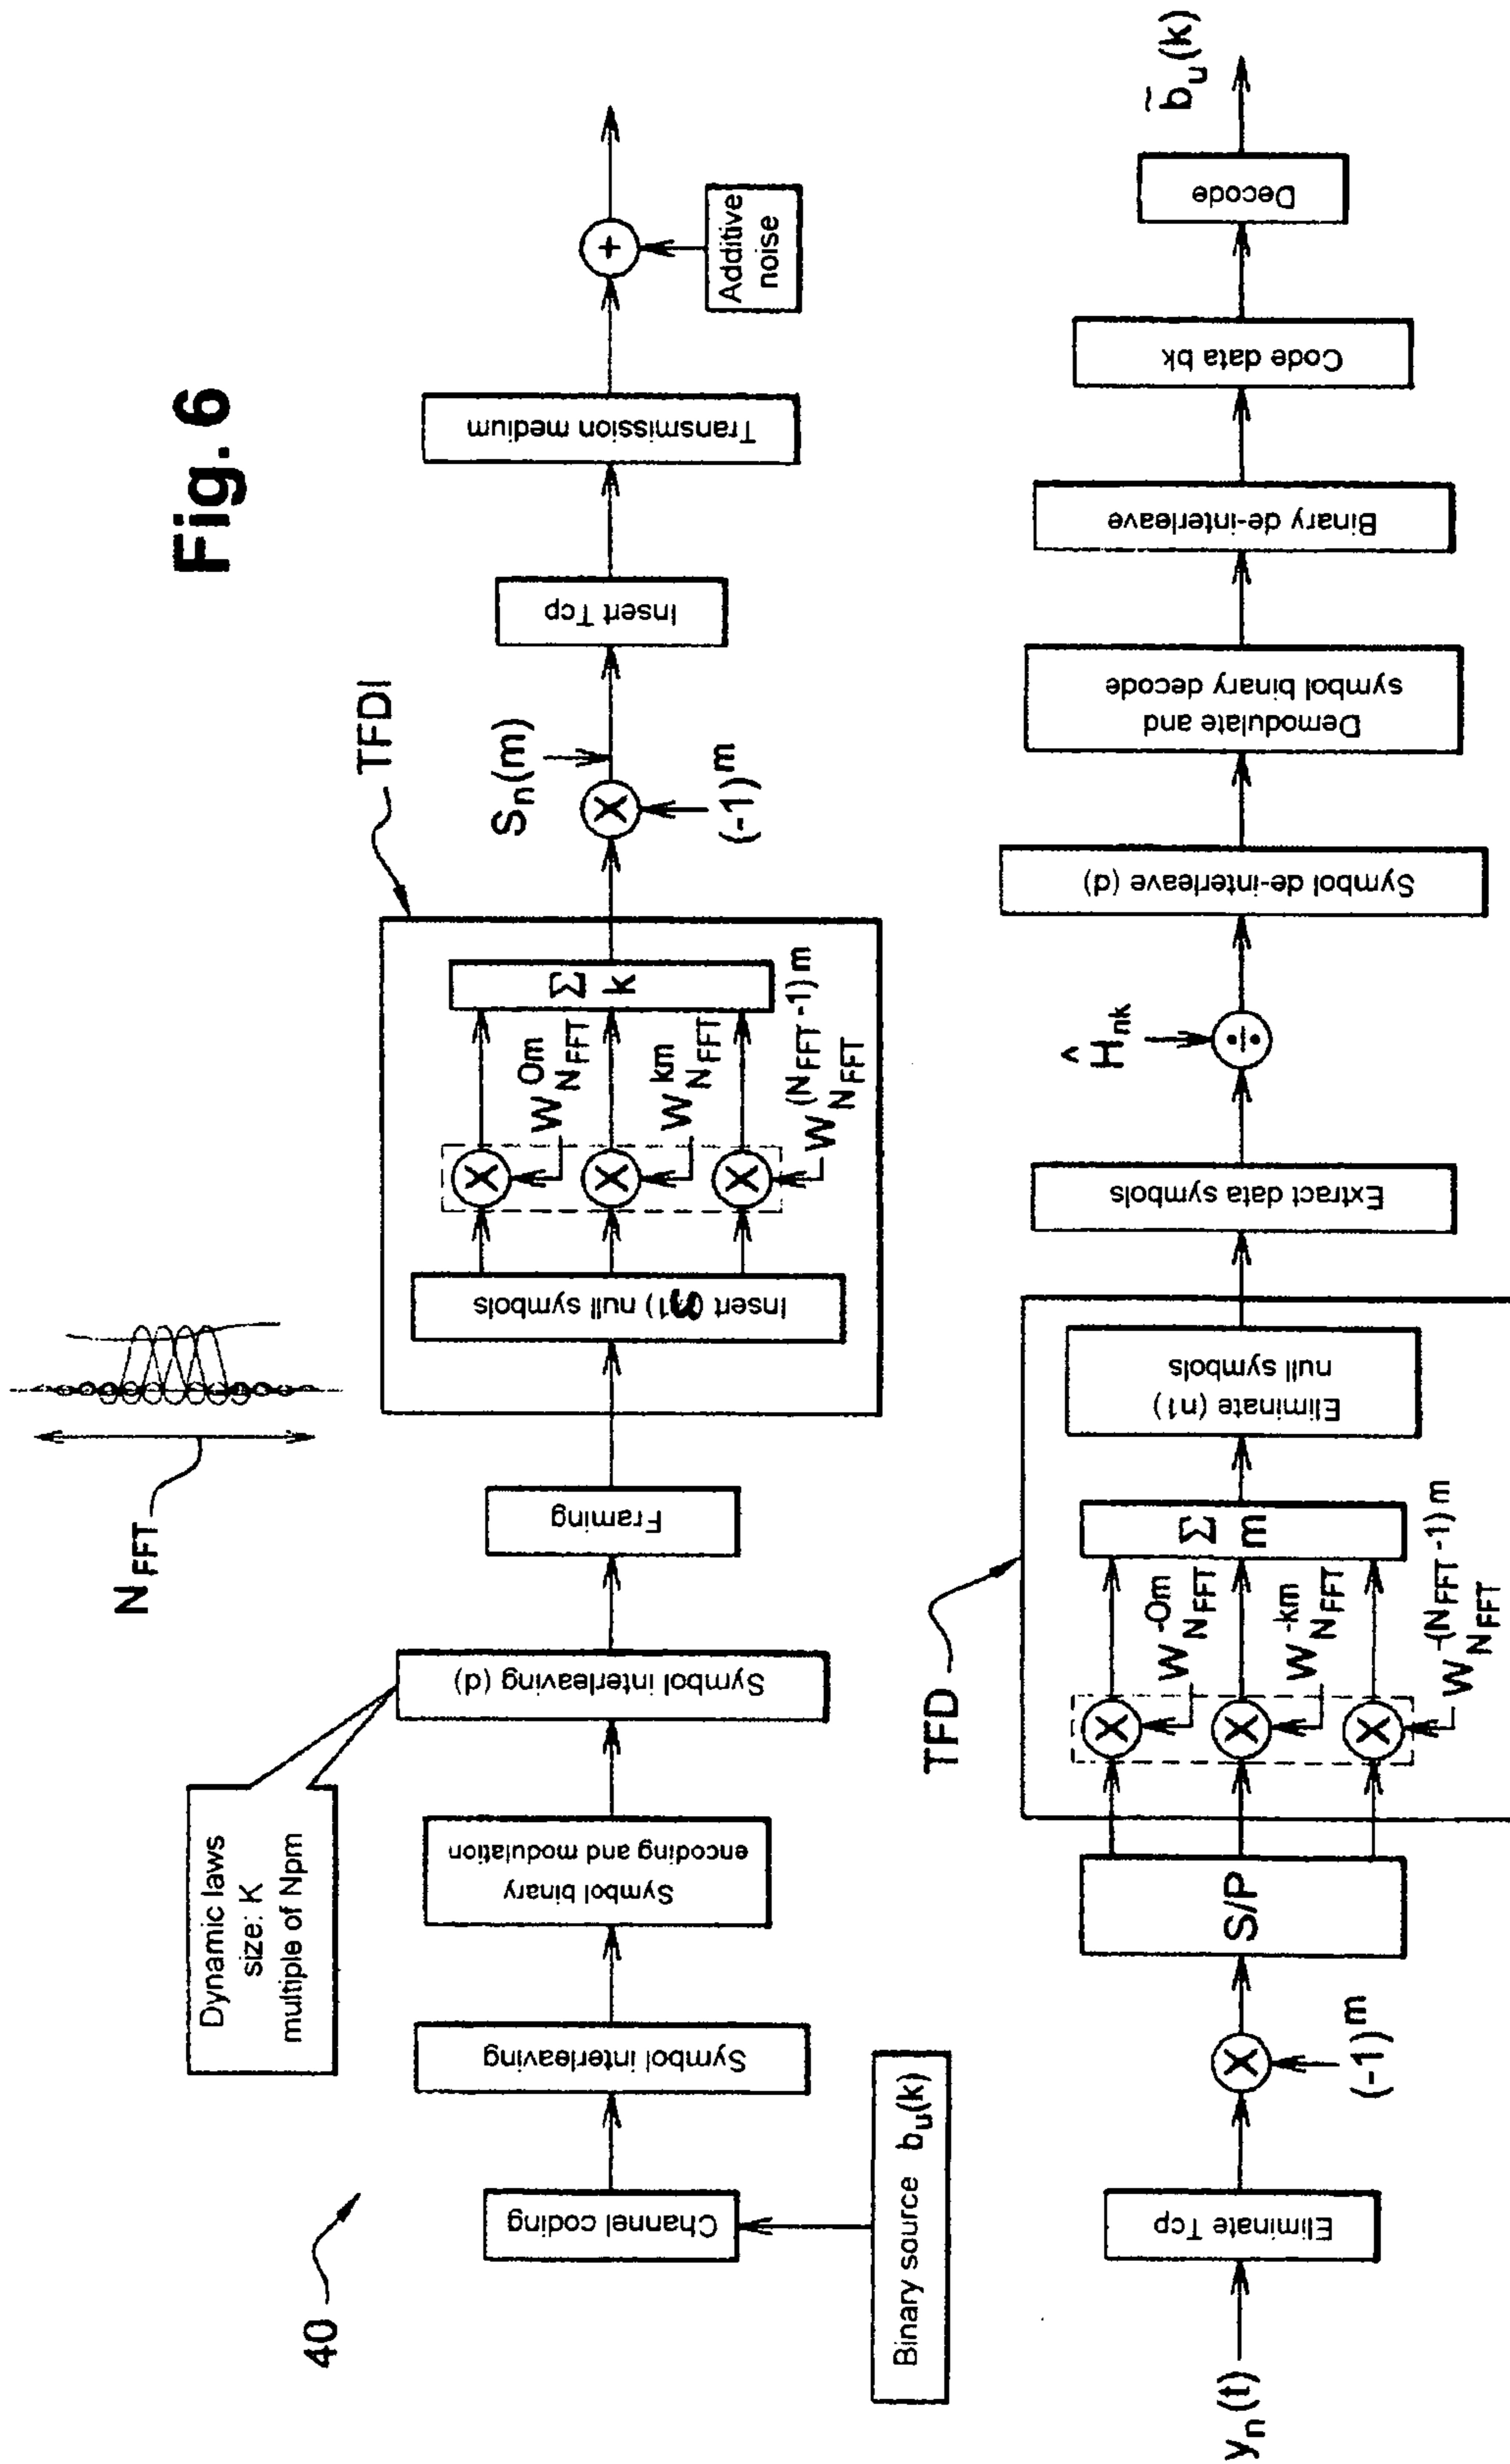 Fig. 6
40
Binary source b_u(k)
Channel coding
Symbol interleaving
Symbol binary
encoding and modulation
Dynamic laws
size: K
multiple of Npm
Symbol interleaving (d)
Framing
N_FFT
TFDI
null symbols
W_{N_FFT}^{0m}
W_{N_FFT}^{km}
W_{N_FFT}^{(N_FFT -1) m}
Σ
k
S_n(m)
(-1)^m
Insert Tcp
Transmission medium
+
Additive
noise
y_n(t)
Eliminate Tcp
(-1)^m
S/P
TFD
W_{N_FFT}^{-0m}
W_{N_FFT}^{-km}
W_{N_FFT}^{-(N_FFT -1) m}
Σ
m
Eliminate (n1)
null symbols
Extract data symbols
Ĥ_nk
÷
Symbol de-interleave (d)
Demodulate and
symbol binary decode
Binary de-interleave
Code data bk
Decode
b̃_u(k)